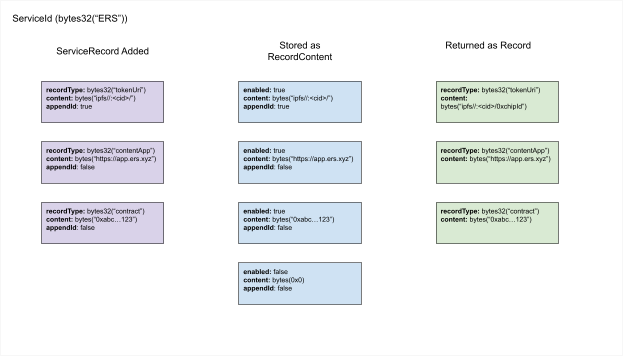 ServiceId (bytes32(“ERS”))
ServiceRecord Added
Stored as
RecordContent
Returned as Record
recordType: bytes32(“tokenUri”)
content: bytes(“ipfs//:<cid>/”)
appendId: true
enabled: true
content: bytes(“ipfs//:<cid>/”)
appendId: true
recordType: bytes32(“tokenUri”)
content:
bytes(“ipfs//:<cid>/0xchipId”)
recordType: bytes32(“contentApp”)
content: bytes(“https://app.ers.xyz”)
appendId: false
enabled: true
content: bytes(“https://app.ers.xyz”)
appendId: false
recordType: bytes32(“contentApp”)
content: bytes(“https://app.ers.xyz”)
recordType: bytes32(“contract”)
content: bytes(“0xabc…123”)
appendId: false
enabled: true
content: bytes(“0xabc…123”)
appendId: false
recordType: bytes32(“contract”)
content: bytes(“0xabc…123”)
enabled: false
content: bytes(0x0)
appendId: false